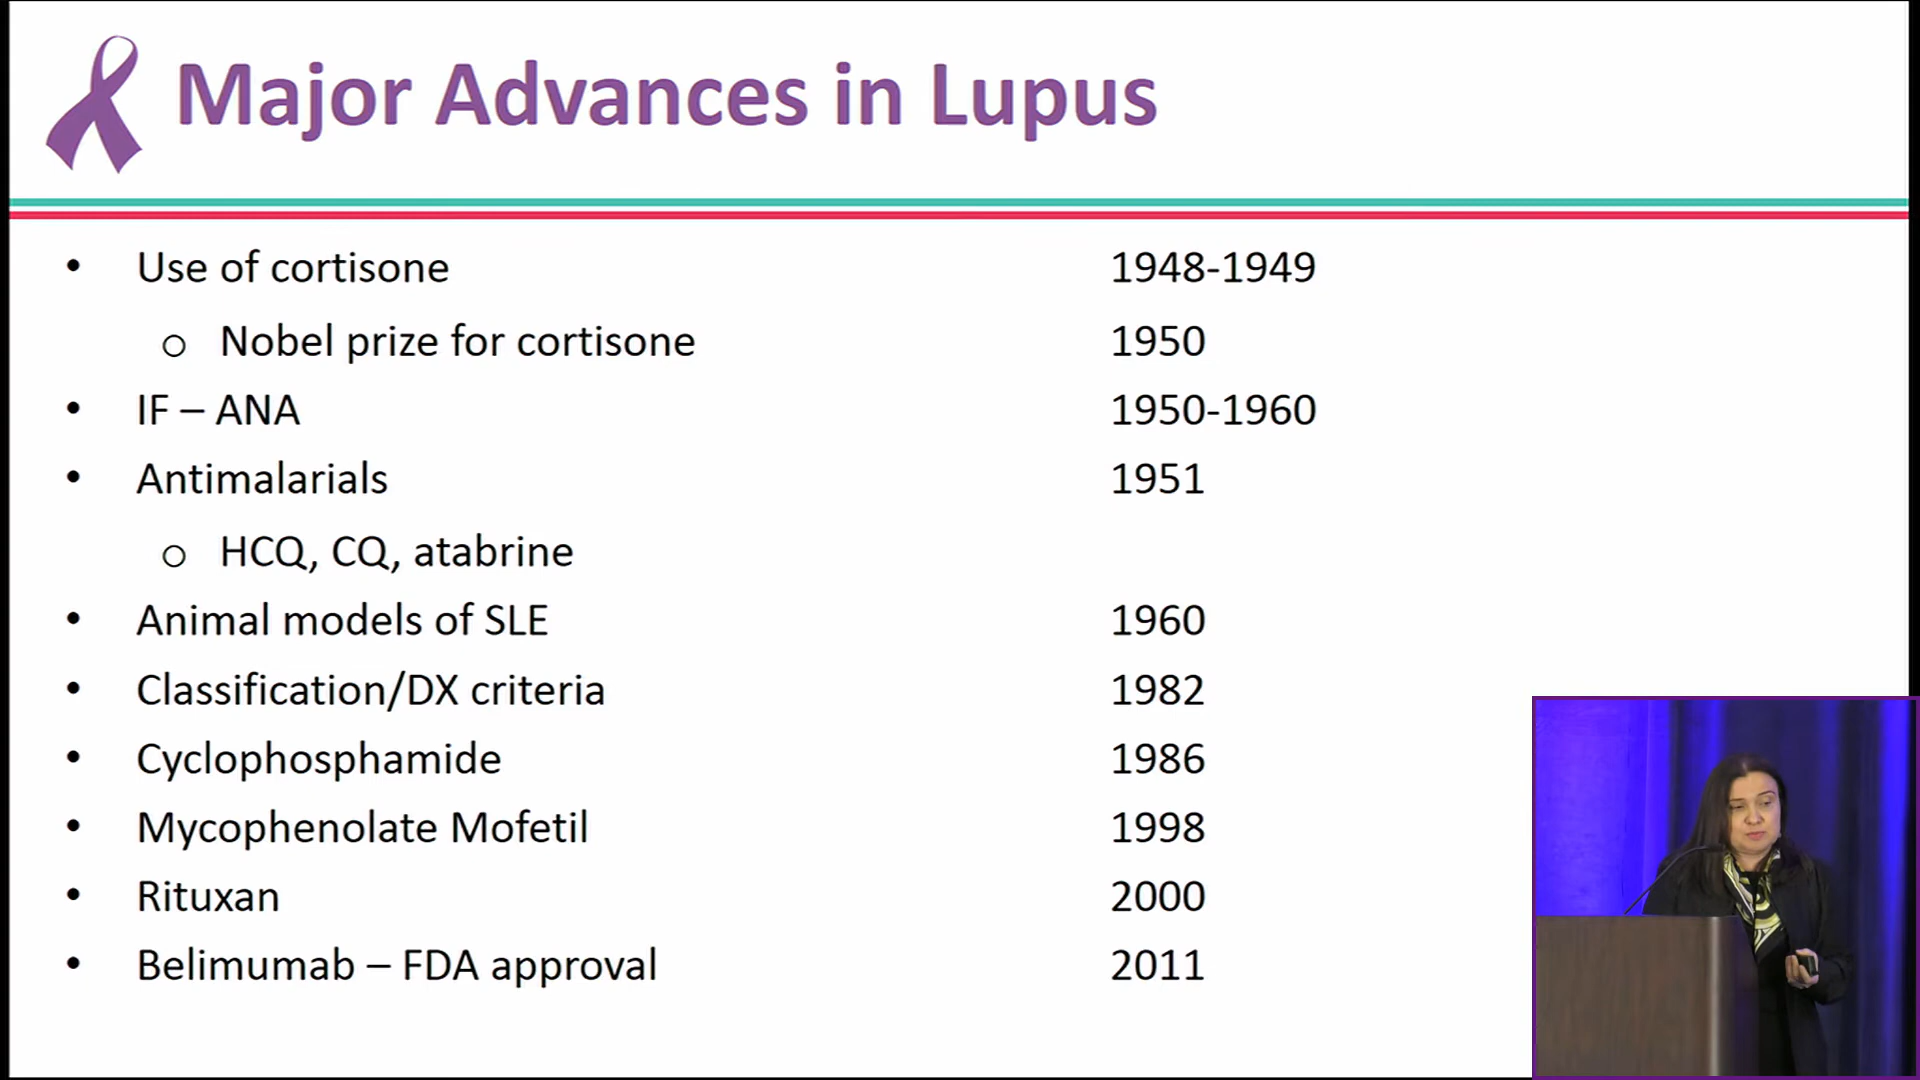 Major Advances in Lupus
• Use of cortisone 1948-1949
o Nobel prize for cortisone 1950
• IF – ANA 1950-1960
• Antimalarials 1951
o HCQ, CQ, atabrine
• Animal models of SLE 1960
• Classification/DX criteria 1982
• Cyclophosphamide 1986
• Mycophenolate Mofetil 1998
• Rituxan 2000
• Belimumab – FDA approval 2011